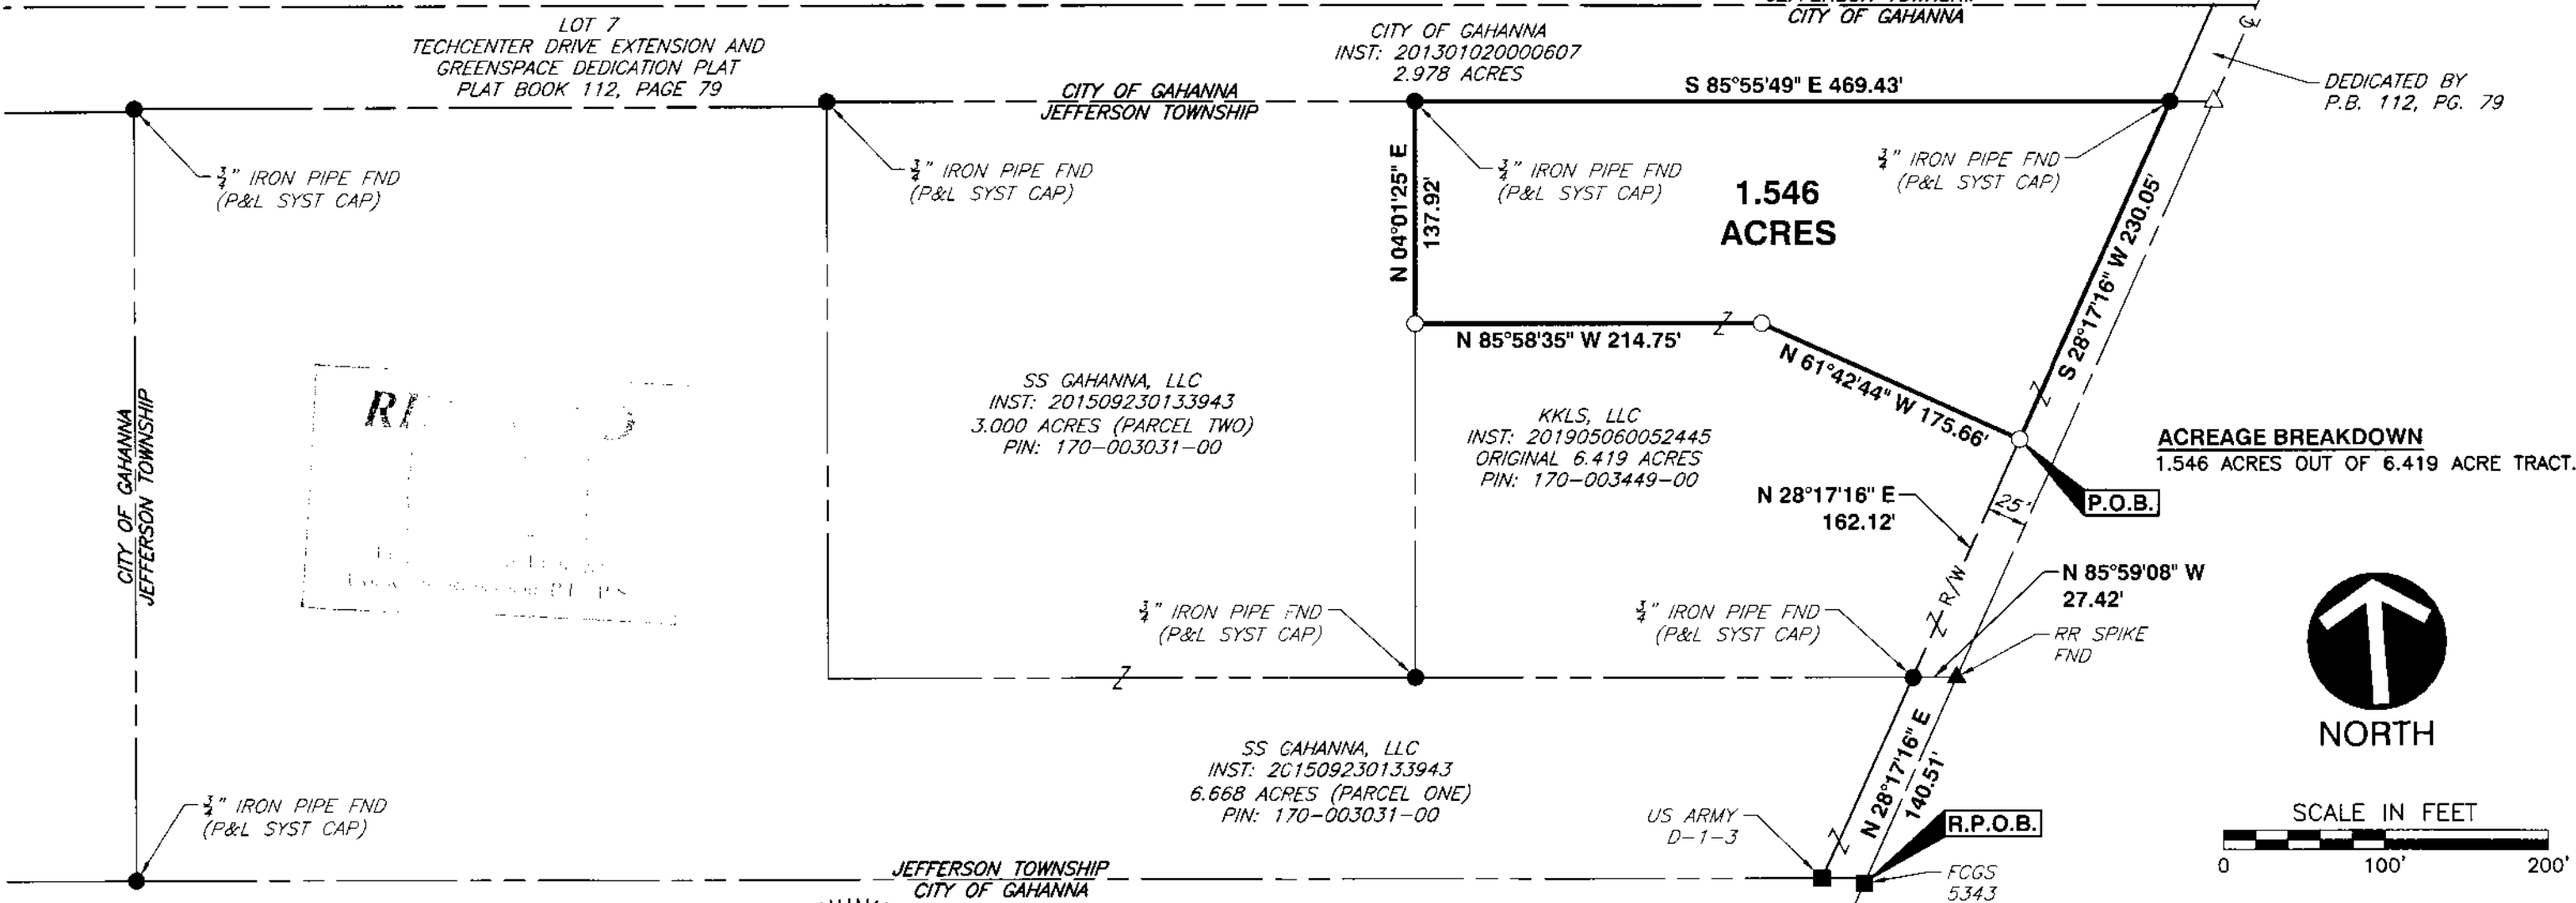 JEFFERSON TOWNSHIP
CITY OF GAHANNA
LOT 7
TECHCENTER DRIVE EXTENSION AND
GREENSPACE DEDICATION PLAT
PLAT BOOK 112, PAGE 79
CITY OF GAHANNA
INST: 201301020000607
2.978 ACRES
S 85°55'49" E 469.43'
DEDICATED BY
P.B. 112, PG. 79
CITY OF GAHANNA
JEFFERSON TOWNSHIP
¾" IRON PIPE FND
(P&L SYST CAP)
¾" IRON PIPE FND
(P&L SYST CAP)
N 04°01'25" E
137.92'
¾" IRON PIPE FND
(P&L SYST CAP)
¾" IRON PIPE FND
(P&L SYST CAP)
1.546
ACRES
S 28°17'16" W 230.05'
N 85°58'35" W 214.75'
N 61°42'44" W 175.66'
CITY OF GAHANNA
JEFFERSON TOWNSHIP
SS GAHANNA, LLC
INST: 201509230133943
3.000 ACRES (PARCEL TWO)
PIN: 170-003031-00
KKLS, LLC
INST: 201905060052445
ORIGINAL 6.419 ACRES
PIN: 170-003449-00
ACREAGE BREAKDOWN
1.546 ACRES OUT OF 6.419 ACRE TRACT.
P.O.B.
N 28°17'16" E
162.12'
25'
R/W
N 85°59'08" W
27.42'
RR SPIKE
FND
¾" IRON PIPE FND
(P&L SYST CAP)
¾" IRON PIPE FND
(P&L SYST CAP)
NORTH
SS GAHANNA, LLC
INST: 201509230133943
6.668 ACRES (PARCEL ONE)
PIN: 170-003031-00
N 28°17'16" E
140.51'
¾" IRON PIPE FND
(P&L SYST CAP)
US ARMY
D-1-3
R.P.O.B.
FCGS
5343
SCALE IN FEET
0 100' 200'
JEFFERSON TOWNSHIP
CITY OF GAHANNA